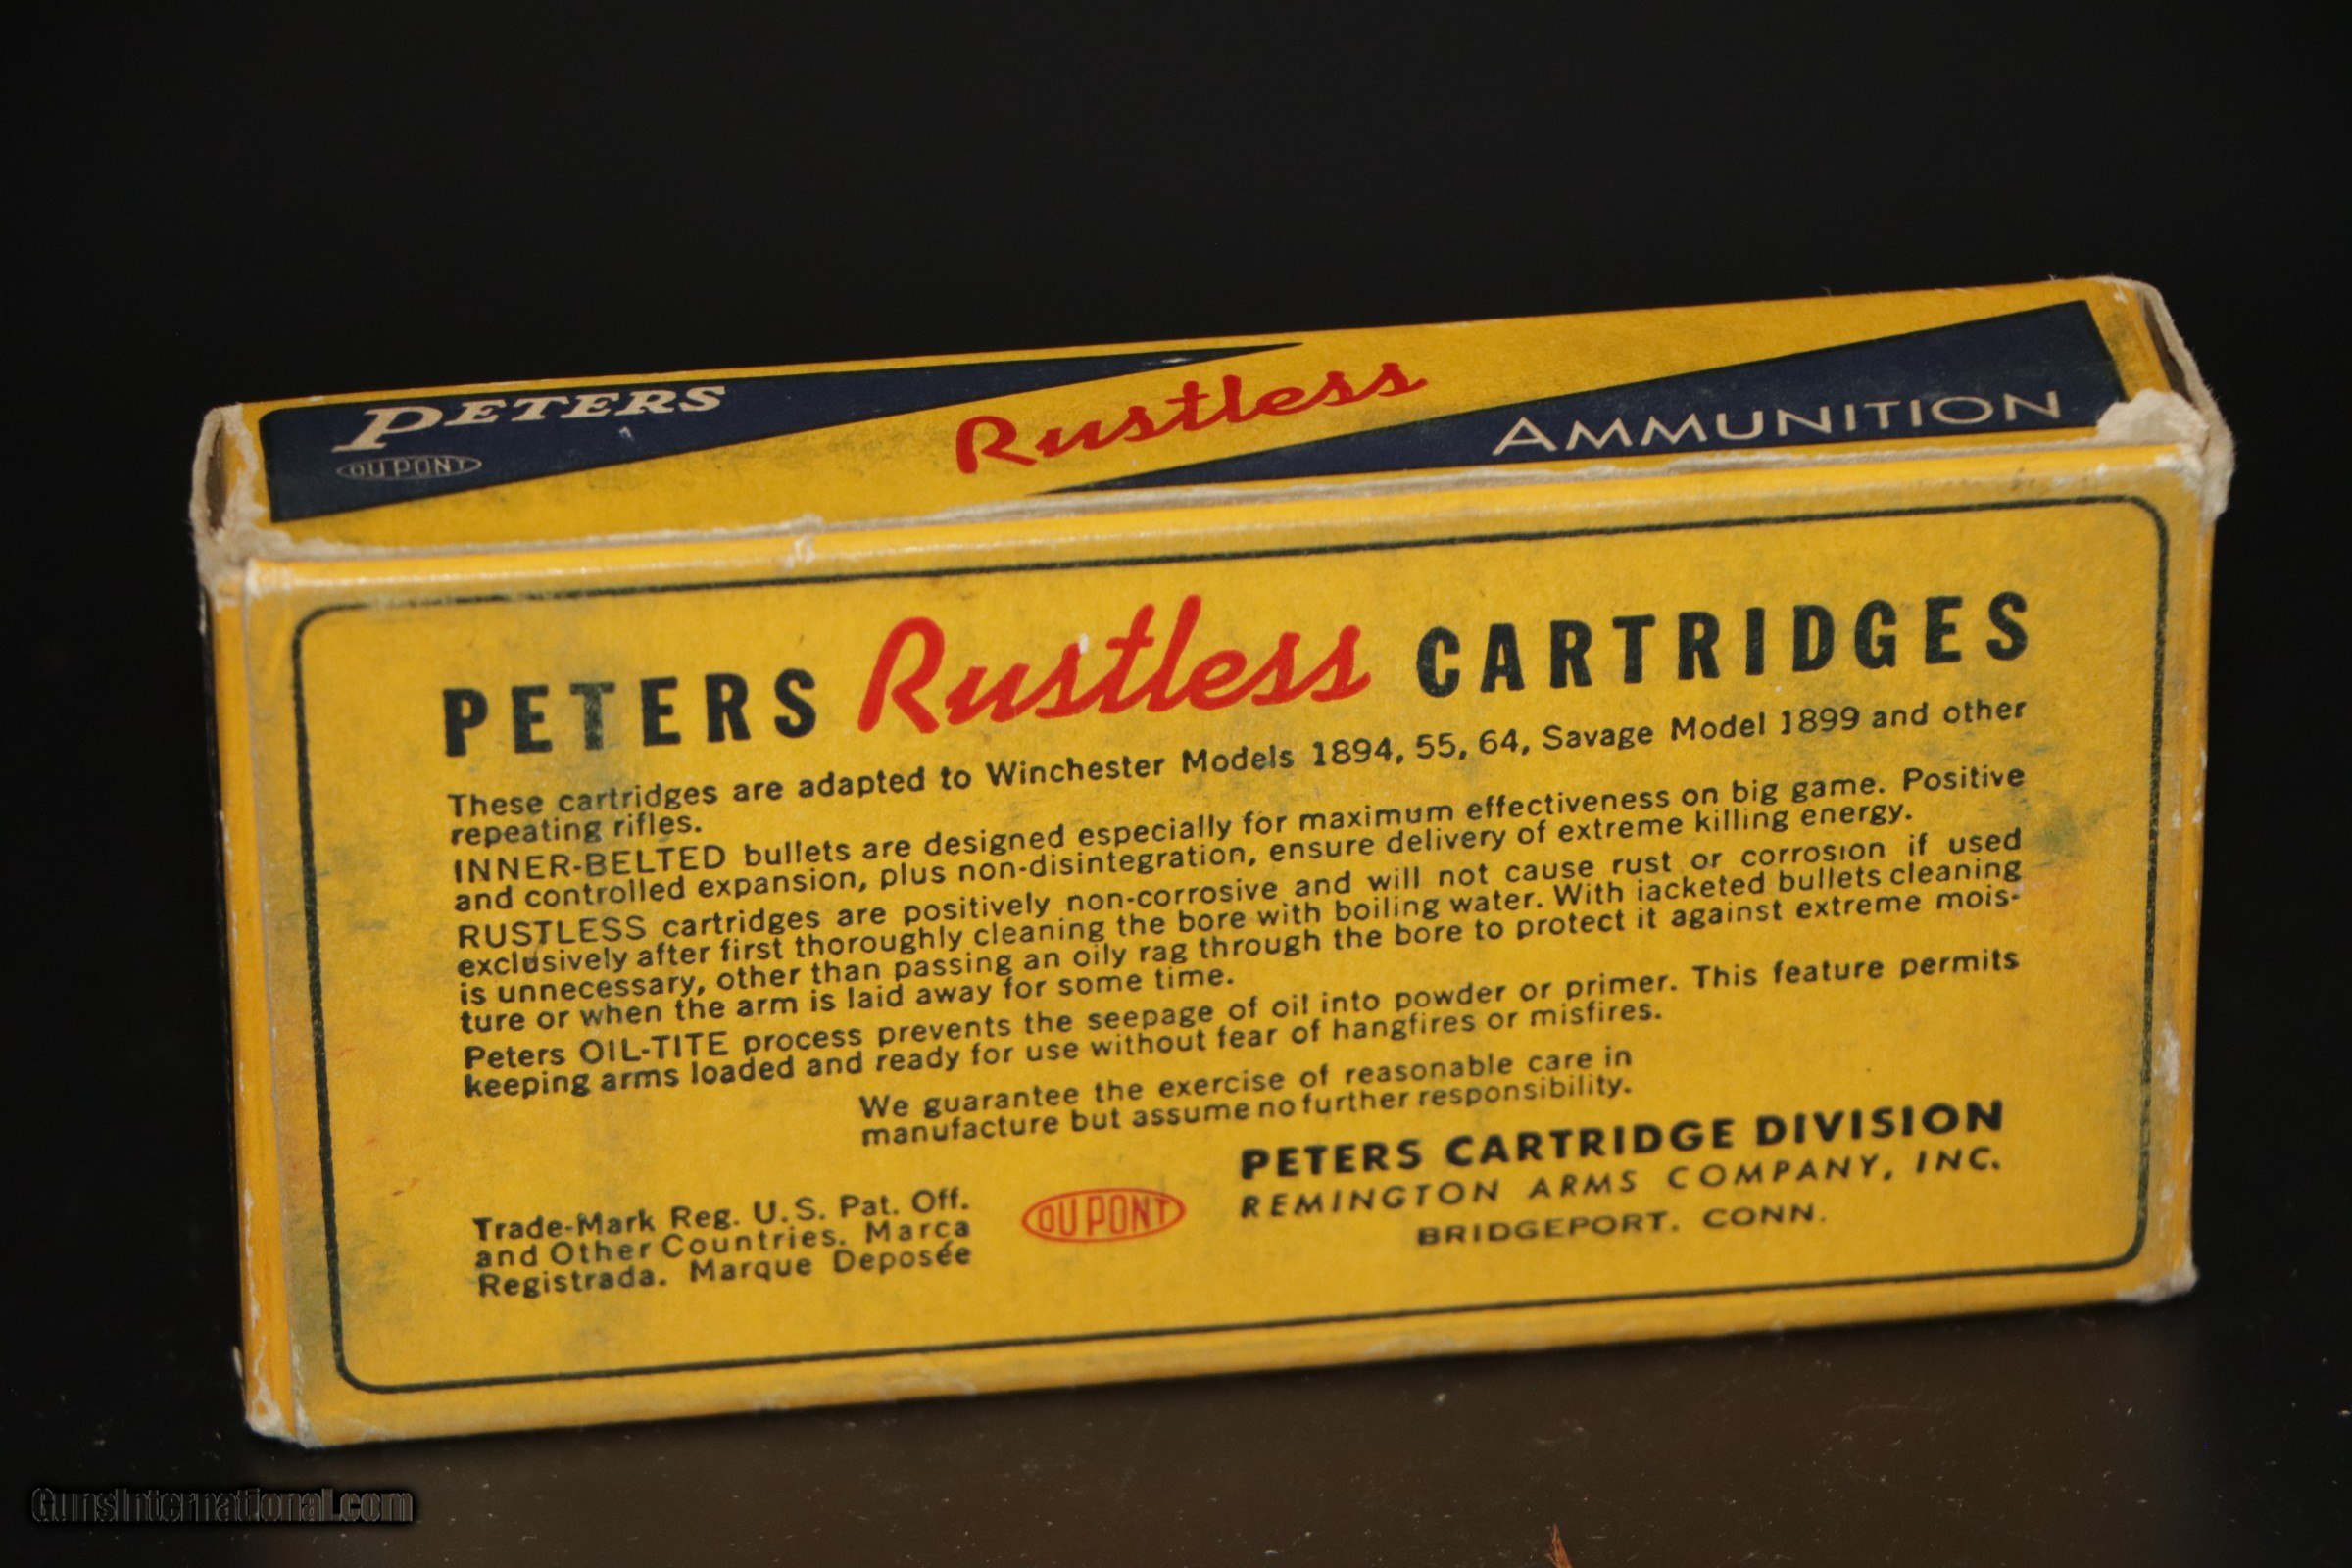 PETERS
DU PONT
Rustless
AMMUNITION
PETERS Rustless CARTRIDGES
These cartridges are adapted to Winchester Models 1894, 55, 64, Savage Model 1899 and other
repeating rifles.
INNER-BELTED bullets are designed especially for maximum effectiveness on big game. Positive
and controlled expansion, plus non-disintegration, ensure delivery of extreme killing energy.
RUSTLESS cartridges are positively non-corrosive and will not cause rust or corrosion if used
exclusively after first thoroughly cleaning the bore with boiling water. With jacketed bullets cleaning
is unnecessary, other than passing an oily rag through the bore to protect it against extreme mois-
ture or when the arm is laid away for some time.
Peters OIL-TITE process prevents the seepage of oil into powder or primer. This feature permits
keeping arms loaded and ready for use without fear of hangfires or misfires.
We guarantee the exercise of reasonable care in
manufacture but assume no further responsibility.
Trade-Mark Reg. U.S. Pat. Off.
and Other Countries. Marca
Registrada. Marque Deposée
DU PONT
PETERS CARTRIDGE DIVISION
REMINGTON ARMS COMPANY, INC.
BRIDGEPORT, CONN.
GunsInternational.com